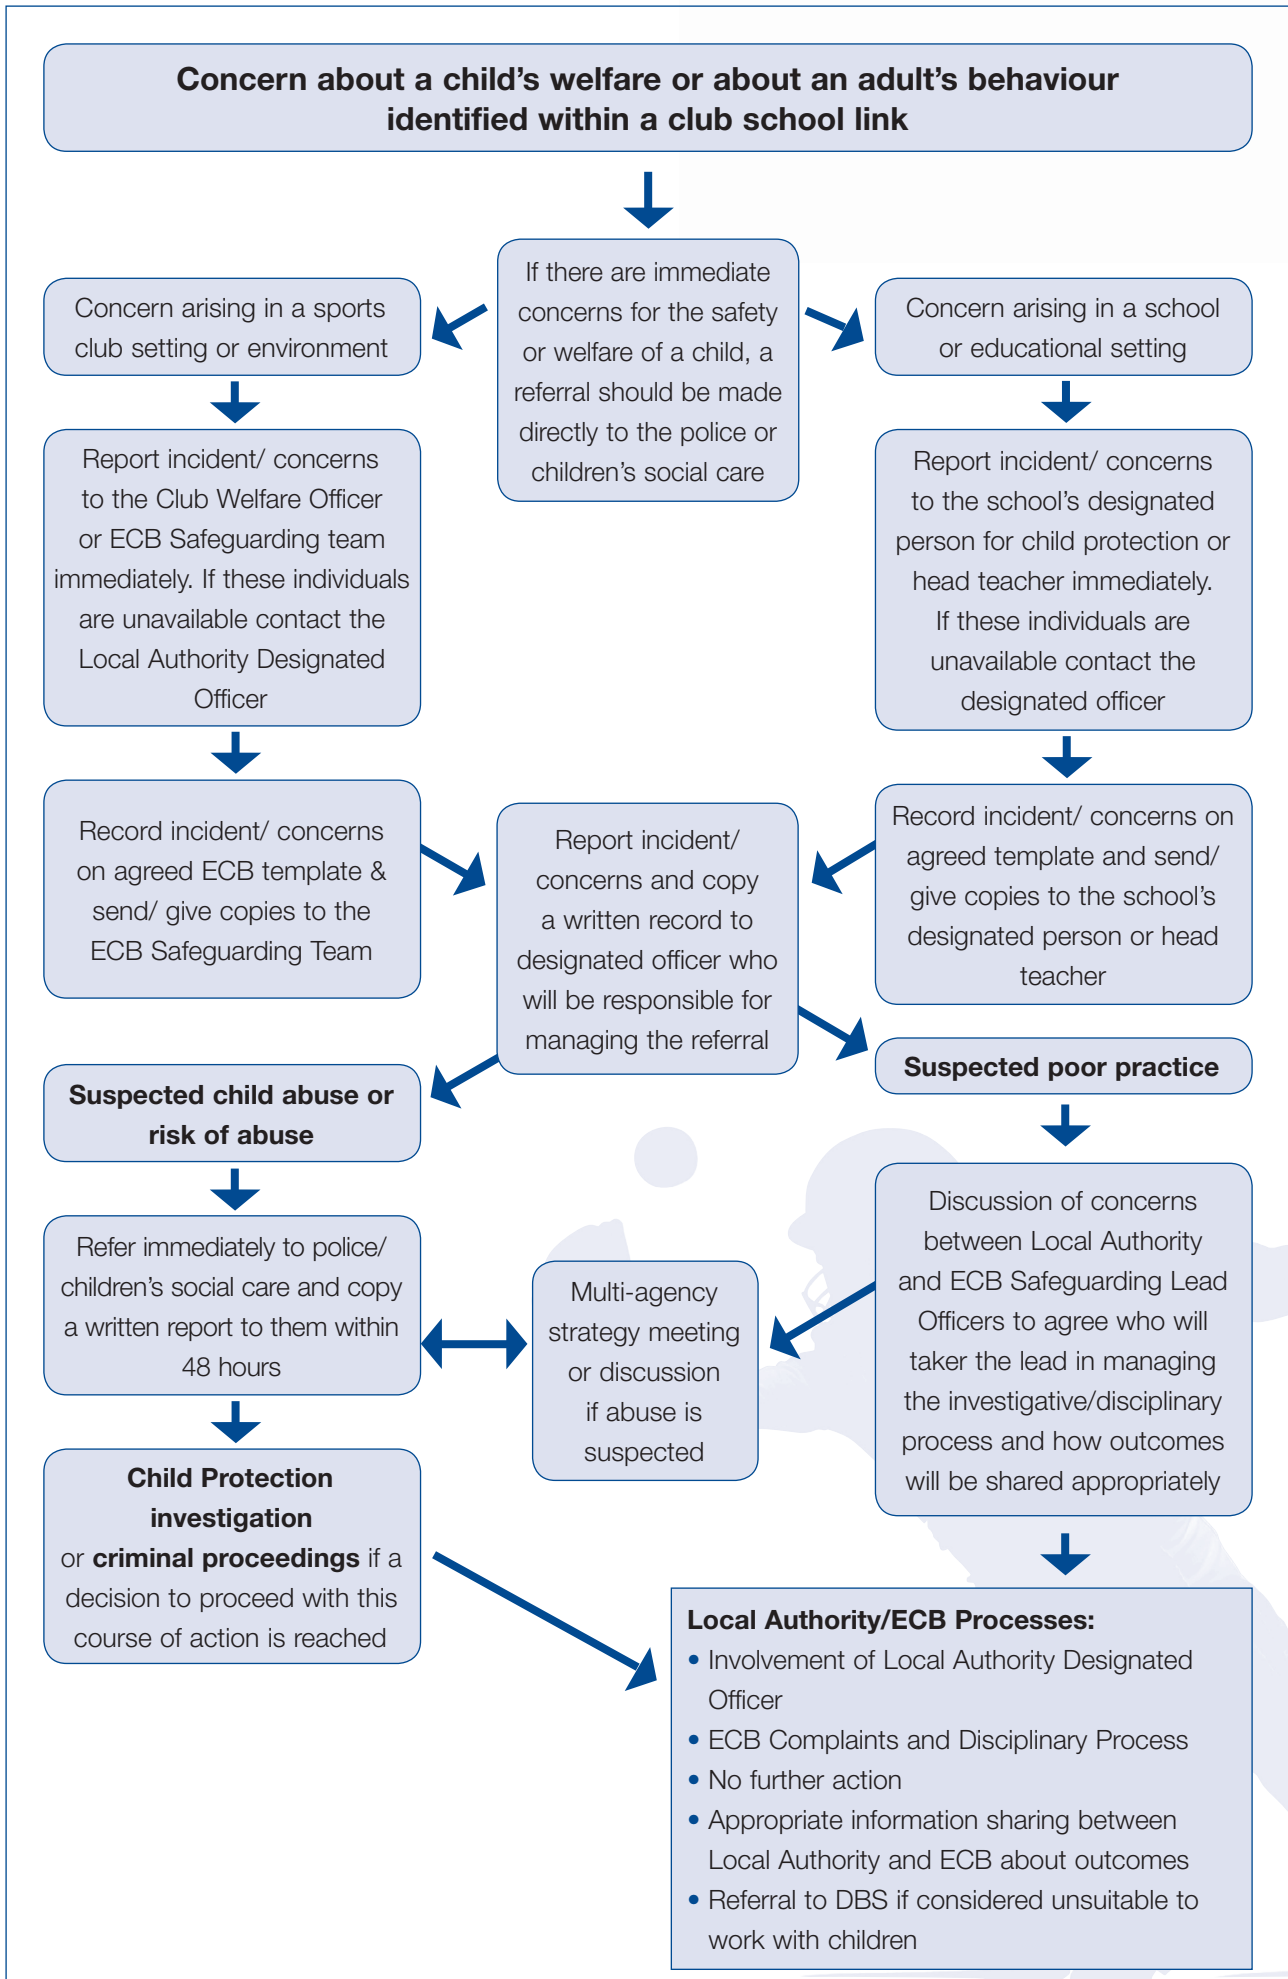 Concern about a child’s welfare or about an adult’s behaviour
identified within a club school link
If there are immediate
concerns for the safety
or welfare of a child, a
referral should be made
directly to the police or
children’s social care
Concern arising in a sports
club setting or environment
Concern arising in a school
or educational setting
Report incident/ concerns
to the Club Welfare Officer
or ECB Safeguarding team
immediately. If these individuals
are unavailable contact the
Local Authority Designated
Officer
Report incident/ concerns
to the school’s designated
person for child protection or
head teacher immediately.
If these individuals are
unavailable contact the
designated officer
Record incident/ concerns
on agreed ECB template &
send/ give copies to the
ECB Safeguarding Team
Report incident/
concerns and copy
a written record to
designated officer who
will be responsible for
managing the referral
Record incident/ concerns on
agreed template and send/
give copies to the school’s
designated person or head
teacher
Suspected child abuse or
risk of abuse
Suspected poor practice
Refer immediately to police/
children’s social care and copy
a written report to them within
48 hours
Multi-agency
strategy meeting
or discussion
if abuse is
suspected
Discussion of concerns
between Local Authority
and ECB Safeguarding Lead
Officers to agree who will
taker the lead in managing
the investigative/disciplinary
process and how outcomes
will be shared appropriately
Child Protection
investigation
or criminal proceedings if a
decision to proceed with this
course of action is reached
Local Authority/ECB Processes:
• Involvement of Local Authority Designated
Officer
• ECB Complaints and Disciplinary Process
• No further action
• Appropriate information sharing between
Local Authority and ECB about outcomes
• Referral to DBS if considered unsuitable to
work with children